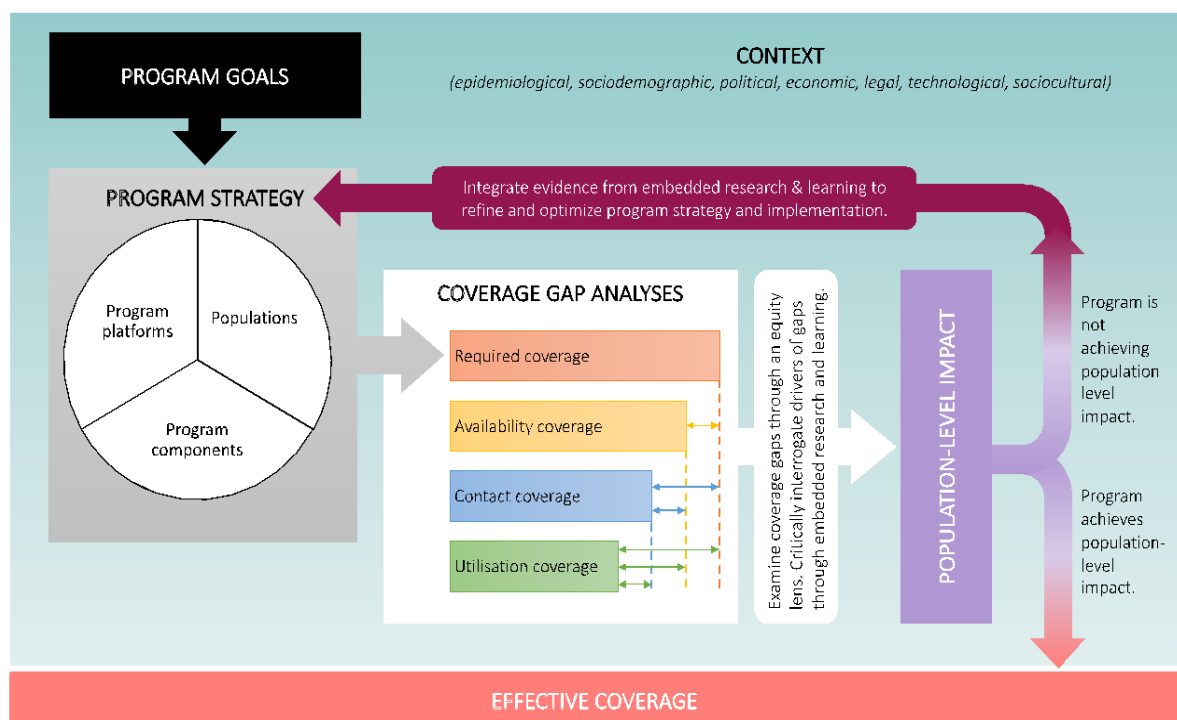 PROGRAM GOALS
CONTEXT
(epidemiological, sociodemographic, political, economic, legal, technological, sociocultural)
Integrate evidence from embedded research & learning to
refine and optimize program strategy and implementation.
PROGRAM STRATEGY
Program
platforms
Populations
Program
components
COVERAGE GAP ANALYSES
Required coverage
Availability coverage
Contact coverage
Utilisation coverage
Examine coverage gaps through an equity
lens. Critically interrogate drivers of gaps
through embedded research and learning.
POPULATION-LEVEL IMPACT
Program is
not
achieving
population
level
impact.
Program
achieves
population-
level
impact.
EFFECTIVE COVERAGE